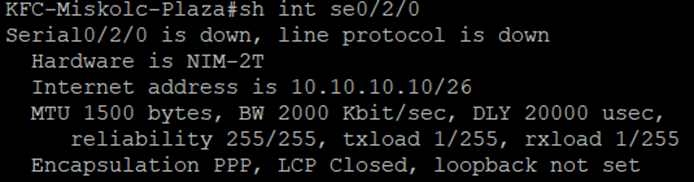 KFC-Miskolc-Plaza#sh int se0/2/0
Serial0/2/0 is down, line protocol is down
Hardware is NIM-2T
Internet address is 10.10.10.10/26
MTU 1500 bytes, BW 2000 Kbit/sec, DLY 20000 usec,
reliability 255/255, txload 1/255, rxload 1/255
Encapsulation PPP, LCP Closed, loopback not set